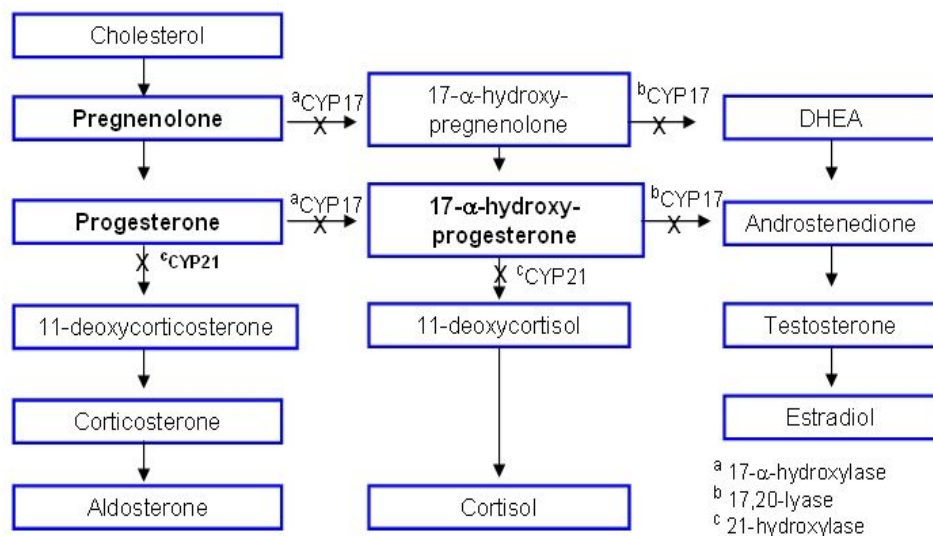 Cholesterol
ᵃCYP17
17-α-hydroxy-
pregnenolone
ᵇCYP17
Pregnenolone
DHEA
ᵃCYP17
17-α-hydroxy-
progesterone
ᵇCYP17
Progesterone
Androstenedione
ᶜCYP21
ᶜCYP21
11-deoxycorticosterone
11-deoxycortisol
Testosterone
Corticosterone
Estradiol
Aldosterone
Cortisol
ᵃ 17-α-hydroxylase
ᵇ 17,20-lyase
ᶜ 21-hydroxylase